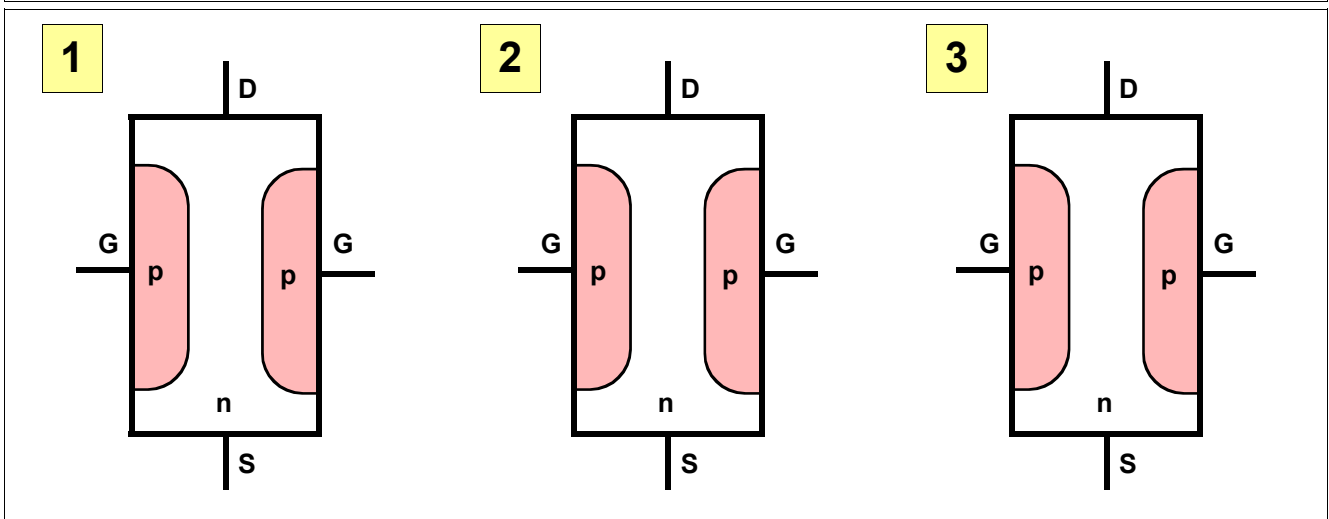 1 2 3
D D D
G G G G G G
p p p p p p
n n n
S S S